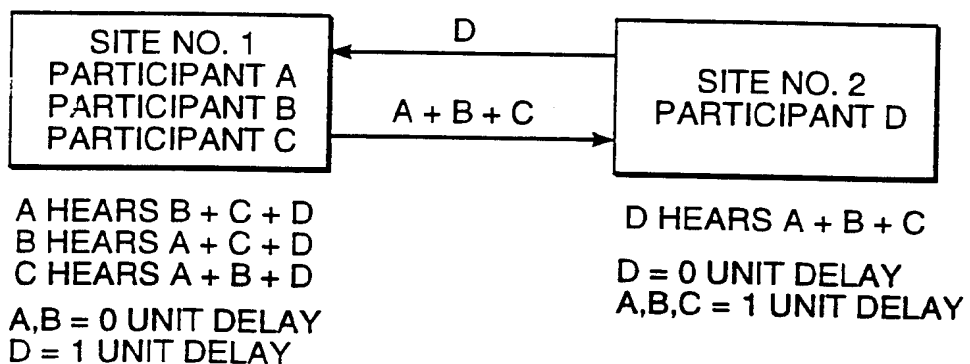 SITE NO. 1
PARTICIPANT A
PARTICIPANT B
PARTICIPANT C
D
A + B + C
SITE NO. 2
PARTICIPANT D
A HEARS B + C + D
B HEARS A + C + D
C HEARS A + B + D
A,B = 0 UNIT DELAY
D = 1 UNIT DELAY
D HEARS A + B + C
D = 0 UNIT DELAY
A,B,C = 1 UNIT DELAY